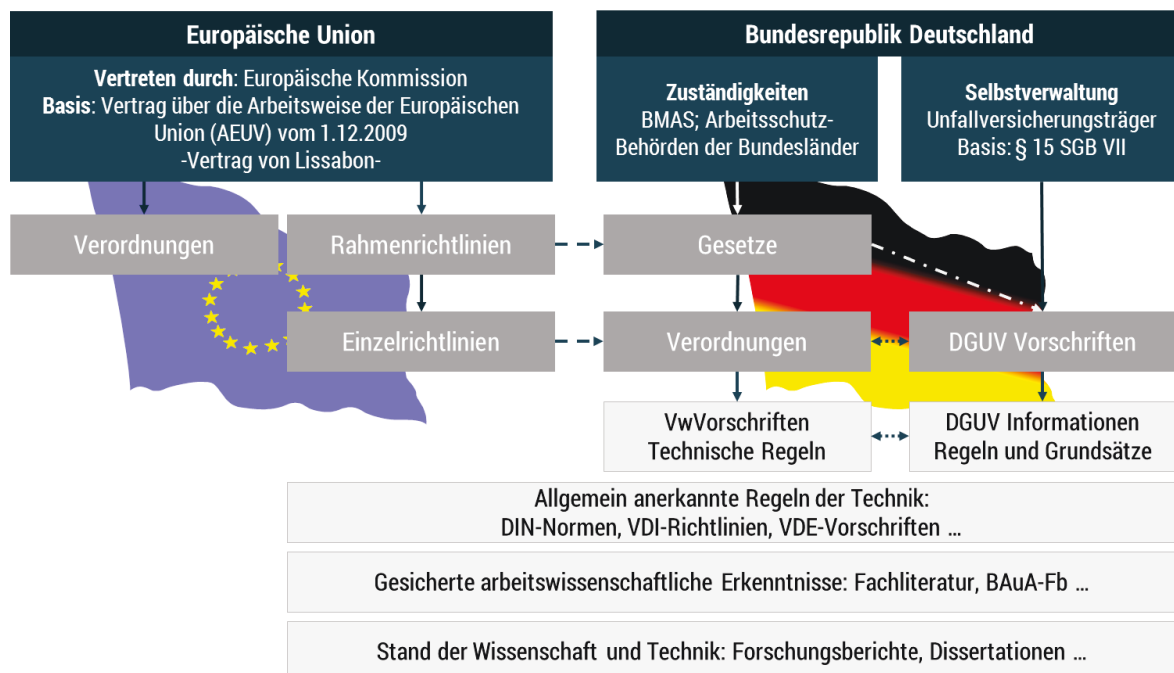 Europäische Union
Vertreten durch: Europäische Kommission
Basis: Vertrag über die Arbeitsweise der Europäischen
Union (AEUV) vom 1.12.2009
-Vertrag von Lissabon-
Bundesrepublik Deutschland
Zuständigkeiten
BMAS; Arbeitsschutz-
Behörden der Bundesländer
Selbstverwaltung
Unfallversicherungsträger
Basis: § 15 SGB VII
Verordnungen
Rahmenrichtlinien
Gesetze
Einzelrichtlinien
Verordnungen
DGUV Vorschriften
VwVorschriften
Technische Regeln
DGUV Informationen
Regeln und Grundsätze
Allgemein anerkannte Regeln der Technik:
DIN-Normen, VDI-Richtlinien, VDE-Vorschriften ...
Gesicherte arbeitswissenschaftliche Erkenntnisse: Fachliteratur, BAuA-Fb ...
Stand der Wissenschaft und Technik: Forschungsberichte, Dissertationen ...